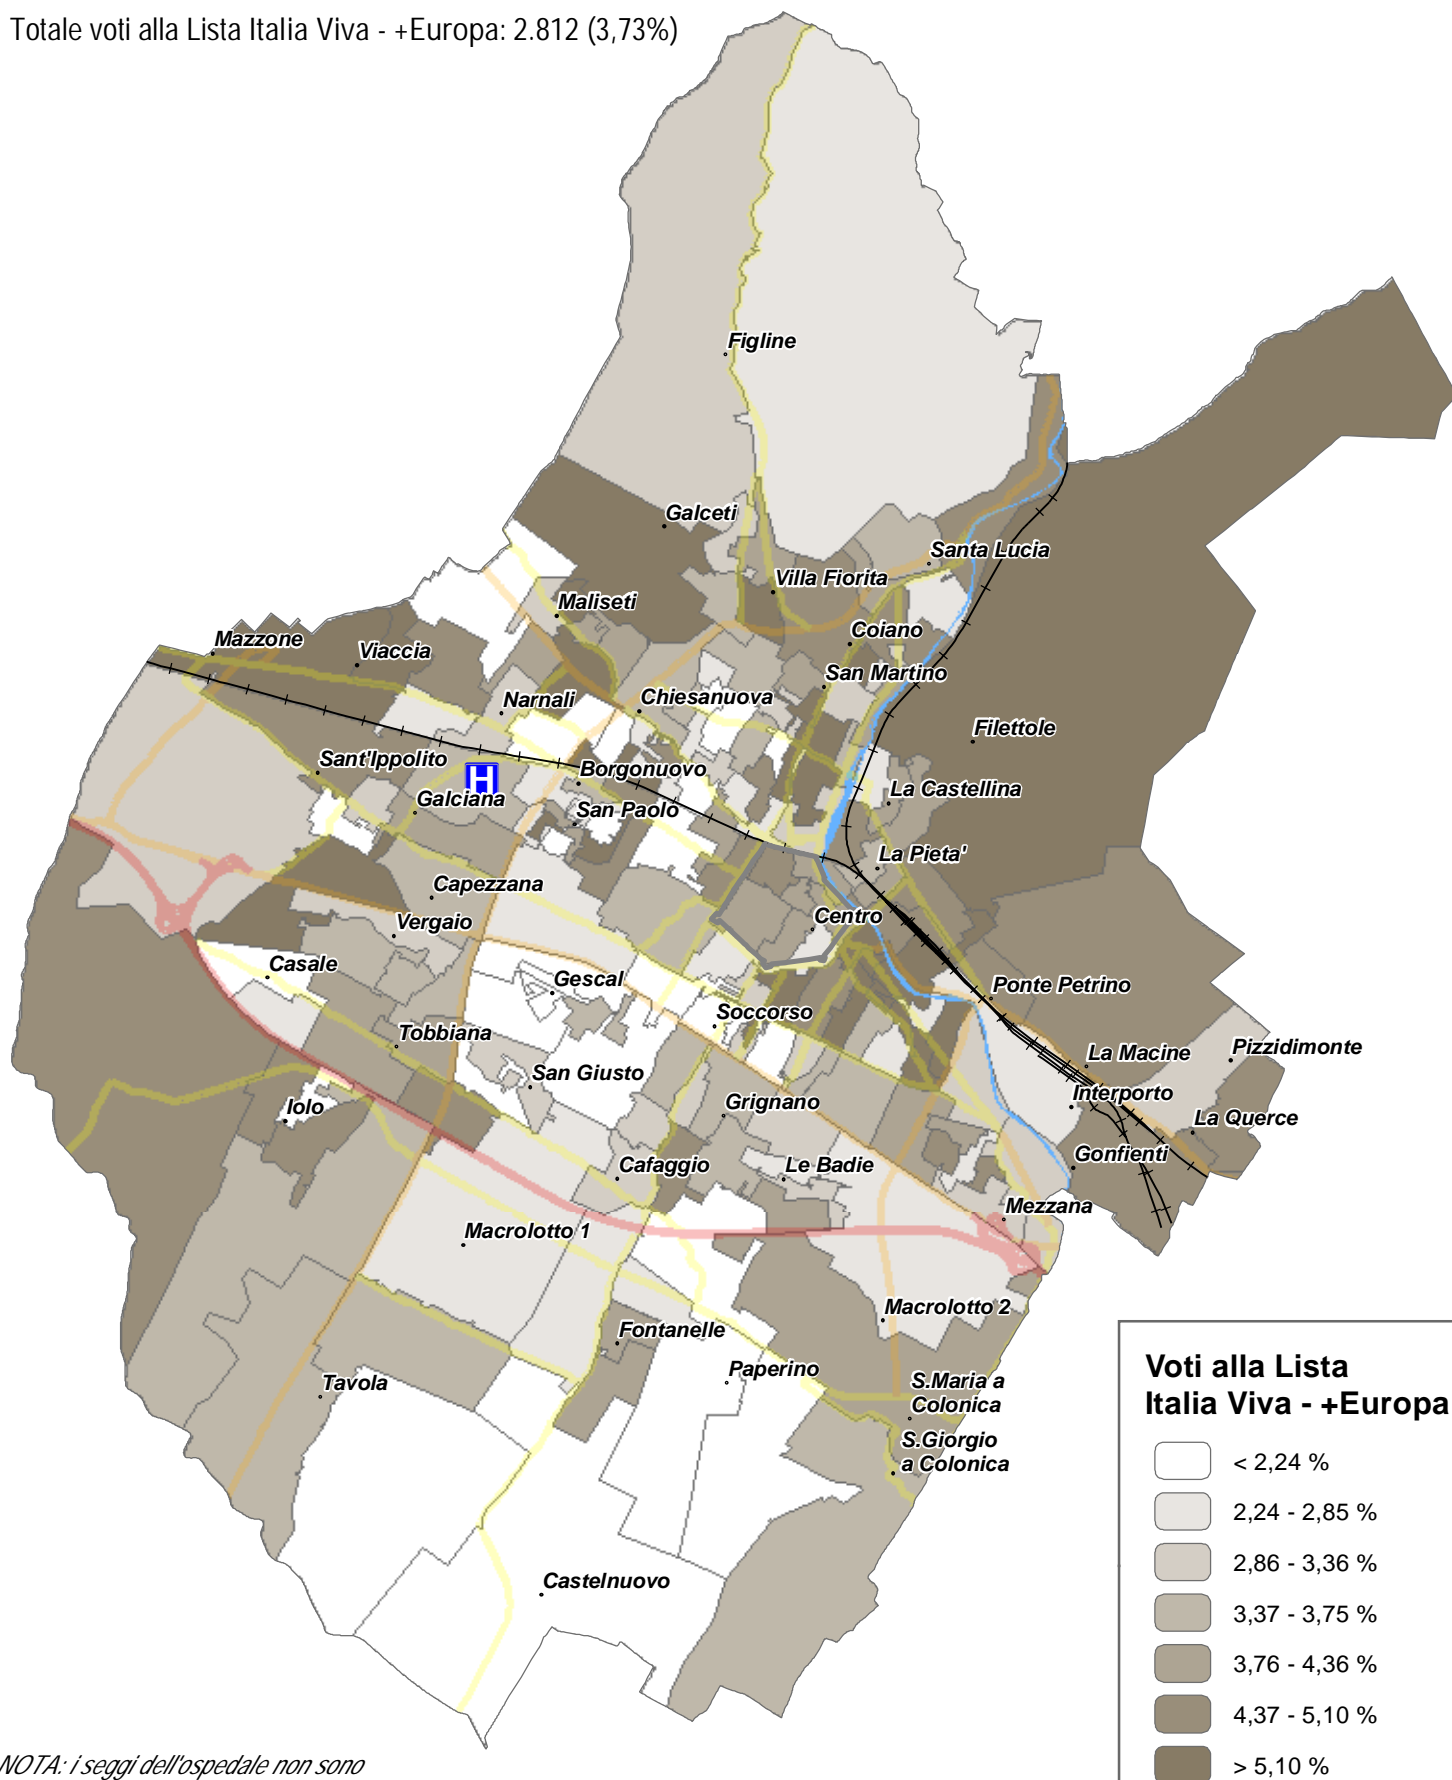 Totale voti alla Lista Italia Viva - +Europa: 2.812 (3,73%)
Figline
Galceti
Santa Lucia
Villa Fiorita
Maliseti
Coiano
Mazzone
Viaccia
San Martino
Narnali
Chiesanuova
Filettole
Sant'Ippolito
H
Borgonuovo
La Castellina
Galciana
San Paolo
La Pieta'
Capezzana
Vergaio
Centro
Casale
Gescal
Ponte Petrino
Soccorso
Tobbiana
La Macine
Pizzidimonte
San Giusto
Interporto
Iolo
Grignano
La Querce
Cafaggio
Le Badie
Gonfienti
Mezzana
Macrolotto 1
Macrolotto 2
Fontanelle
Paperino
Tavola
S.Maria a
Colonica
S.Giorgio
a Colonica
Castelnuovo
Voti alla Lista
Italia Viva - +Europa
< 2,24 %
2,24 - 2,85 %
2,86 - 3,36 %
3,37 - 3,75 %
3,76 - 4,36 %
4,37 - 5,10 %
> 5,10 %
NOTA: i seggi dell'ospedale non sono